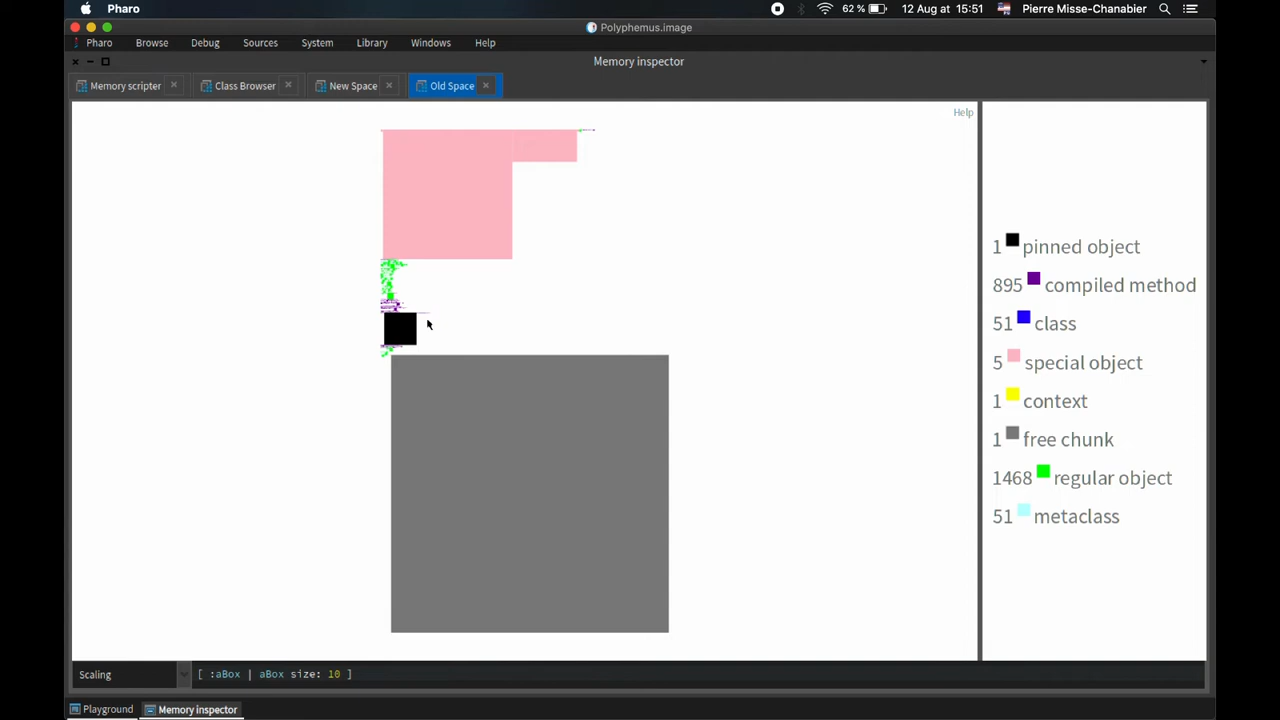 Pharo
62 %
12 Aug at 15:51
Pierre Misse-Chanabier
Polyphemus.image
Pharo Browse Debug Sources System Library Windows Help
Memory inspector
Memory scripter
Class Browser
New Space
Old Space
Help
1 pinned object
895 compiled method
51 class
5 special object
1 context
1 free chunk
1468 regular object
51 metaclass
Scaling
[ :aBox | aBox size: 10 ]
Playground
Memory inspector